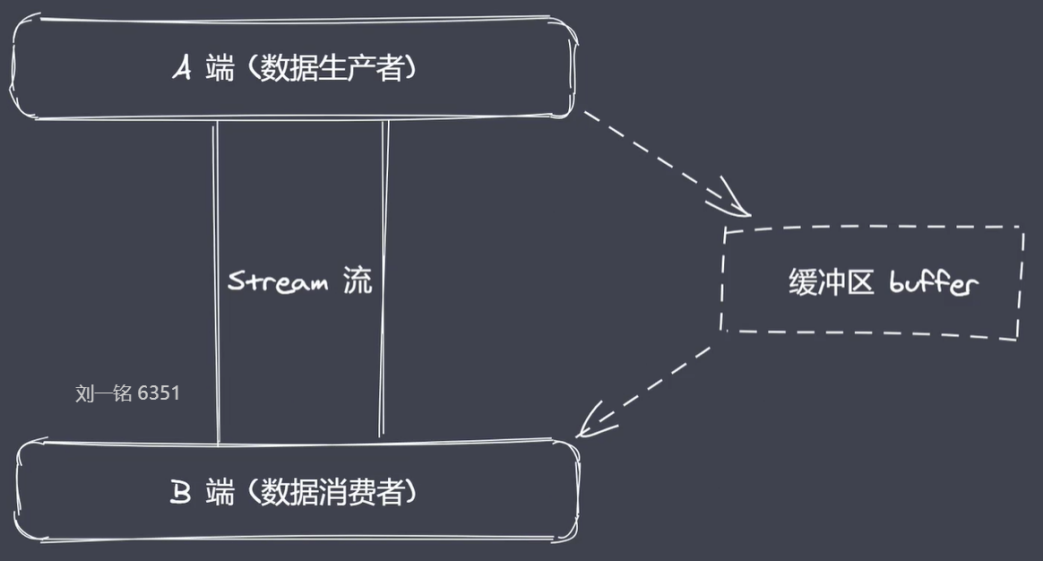 A 端（数据生产者）
Stream 流
缓冲区 buffer
刘一铭 6351
B 端（数据消费者）